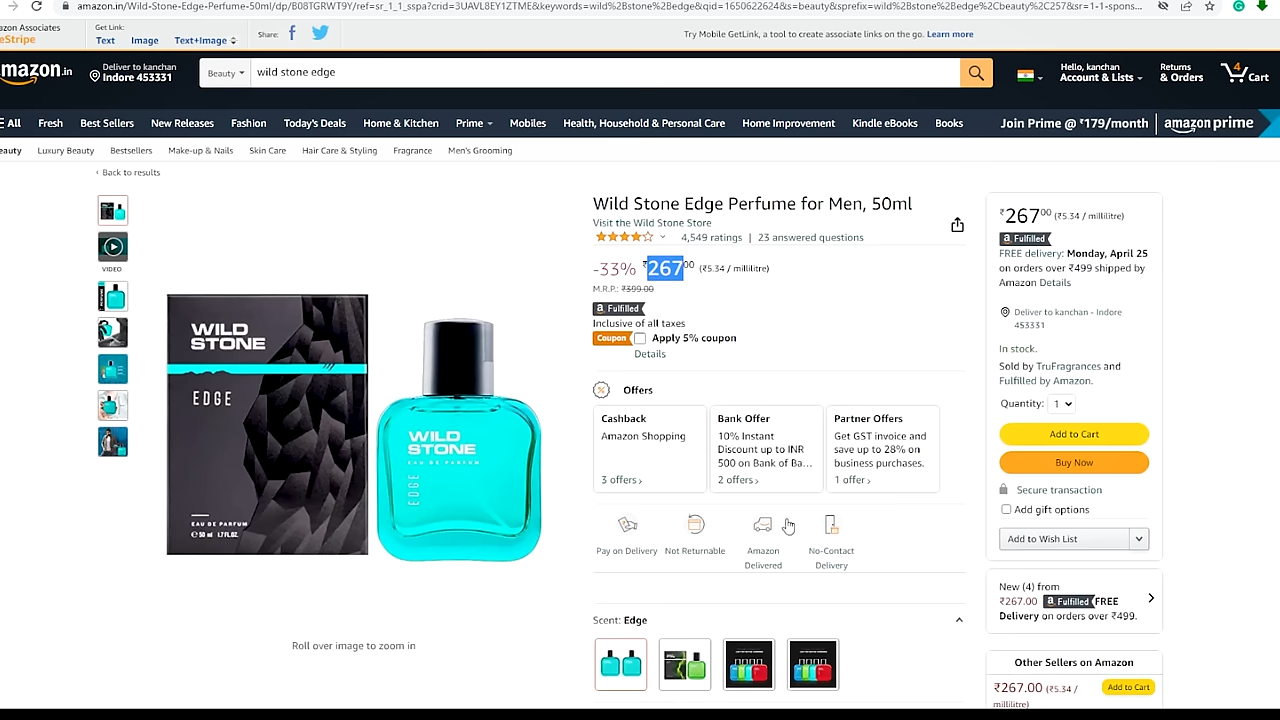 amazon.in/Wild-Stone-Edge-Perfume-50ml/dp/B08TGRWT9Y/ref=sr_1_1_sspa?crid=3UAVL8EY1ZTME&keywords=wild%2bstone%2bedge&qid=1650622624&s=beauty&sprefix=wild%2bstone%2bedge%2cbeauty%2C257&sr=1-1-spons...
azon Associates
eStripe
Get Link:
Text Image Text+Image
Share:
Try Mobile GetLink, a tool to create associate links on the go. Learn more
mazon.in
Deliver to kanchan
Indore 453331
Beauty
wild stone edge
Hello, kanchan
Account & Lists
Returns
& Orders
4
Cart
All Fresh Best Sellers New Releases Fashion Today's Deals Home & Kitchen Prime Mobiles Health, Household & Personal Care Home Improvement Kindle eBooks Books
Join Prime @ ₹179/month
amazon prime
eauty Luxury Beauty Bestsellers Make-up & Nails Skin Care Hair Care & Styling Fragrance Men's Grooming
‹ Back to results
VIDEO
WILD
STONE
EDGE
EAU DE PARFUM
℮ 50 ml 1.7 FL OZ.
WILD
STONE
EAU DE PARFUM
EDGE
Roll over image to zoom in
Wild Stone Edge Perfume for Men, 50ml
Visit the Wild Stone Store
4,549 ratings | 23 answered questions
-33% ₹267 00 (₹5.34 / millilitre)
M.R.P.: ₹399.00
a Fulfilled
Inclusive of all taxes
Coupon Apply 5% coupon
Details
Offers
Cashback
Amazon Shopping
3 offers ›
Bank Offer
10% Instant
Discount up to INR
500 on Bank of Ba...
2 offers ›
Partner Offers
Get GST invoice and
save up to 28% on
business purchases.
1 offer ›
Pay on Delivery
Not Returnable
Amazon
Delivered
No-Contact
Delivery
Scent: Edge
₹267 00 (₹5.34 / millilitre)
a Fulfilled
FREE delivery: Monday, April 25
on orders over ₹499 shipped by
Amazon Details
Deliver to kanchan - Indore
453331
In stock.
Sold by TruFragrances and
Fulfilled by Amazon.
Quantity: 1
Add to Cart
Buy Now
Secure transaction
Add gift options
Add to Wish List
New (4) from
₹267.00 a Fulfilled FREE
Delivery on orders over ₹499.
Other Sellers on Amazon
₹267.00 (₹5.34 /
millilitre)
Add to Cart